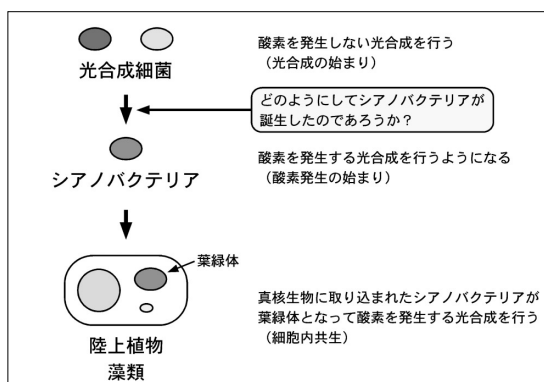 酸素を発生しない光合成を行う
（光合成の始まり）
光合成細菌
どのようにしてシアノバクテリアが
誕生したのであろうか？
酸素を発生する光合成を行うようになる
（酸素発生の始まり）
シアノバクテリア
葉緑体
真核生物に取り込まれたシアノバクテリアが
葉緑体となって酸素を発生する光合成を行う
（細胞内共生）
陸上植物
藻類